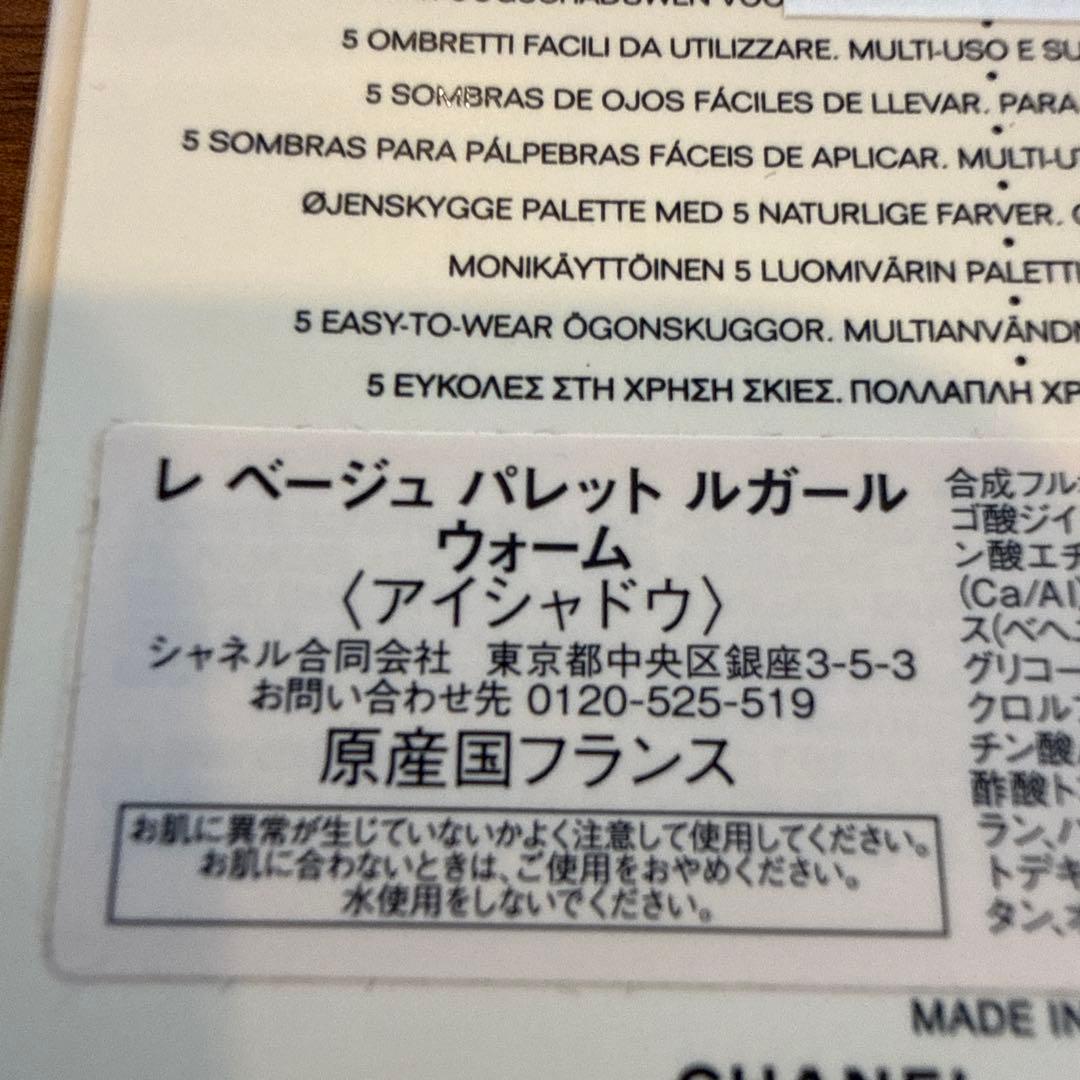 5 OMBRETTI FACILI DA UTILIZZARE. MULTI-USO E SU
5 SOMBRAS DE OJOS FÁCILES DE LLEVAR. PARA
5 SOMBRAS PARA PÁLPEBRAS FÁCEIS DE APLICAR. MULTI-UT
ØJENSKYGGE PALETTE MED 5 NATURLIGE FARVER.
MONIKÄYTTÖINEN 5 LUOMIVÄRIN PALETTI
5 EASY-TO-WEAR ÖGONSKUGGOR. MULTIANVÄNDN
5 ΕΥΚΟΛΕΣ ΣΤΗ ΧΡΗΣΗ ΣΚΙΕΣ. ΠΟΛΛΑΠΛΗ ΧΡ
レ ベージュ パレット ルガール
ウォーム
〈アイシャドウ〉
シャネル合同会社 東京都中央区銀座3-5-3
お問い合わせ先 0120-525-519
原産国フランス
お肌に異常が生じていないかよく注意して使用してください。
お肌に合わないときは、ご使用をおやめください。
水使用をしないでください。
合成フル
ゴ酸ジイ
ン酸エチ
(Ca/Al)
ス(ベヘ
グリコー
クロルフ
チン酸
酢酸ト
ラン、
トデキ
タン、
MADE IN
CHANEL